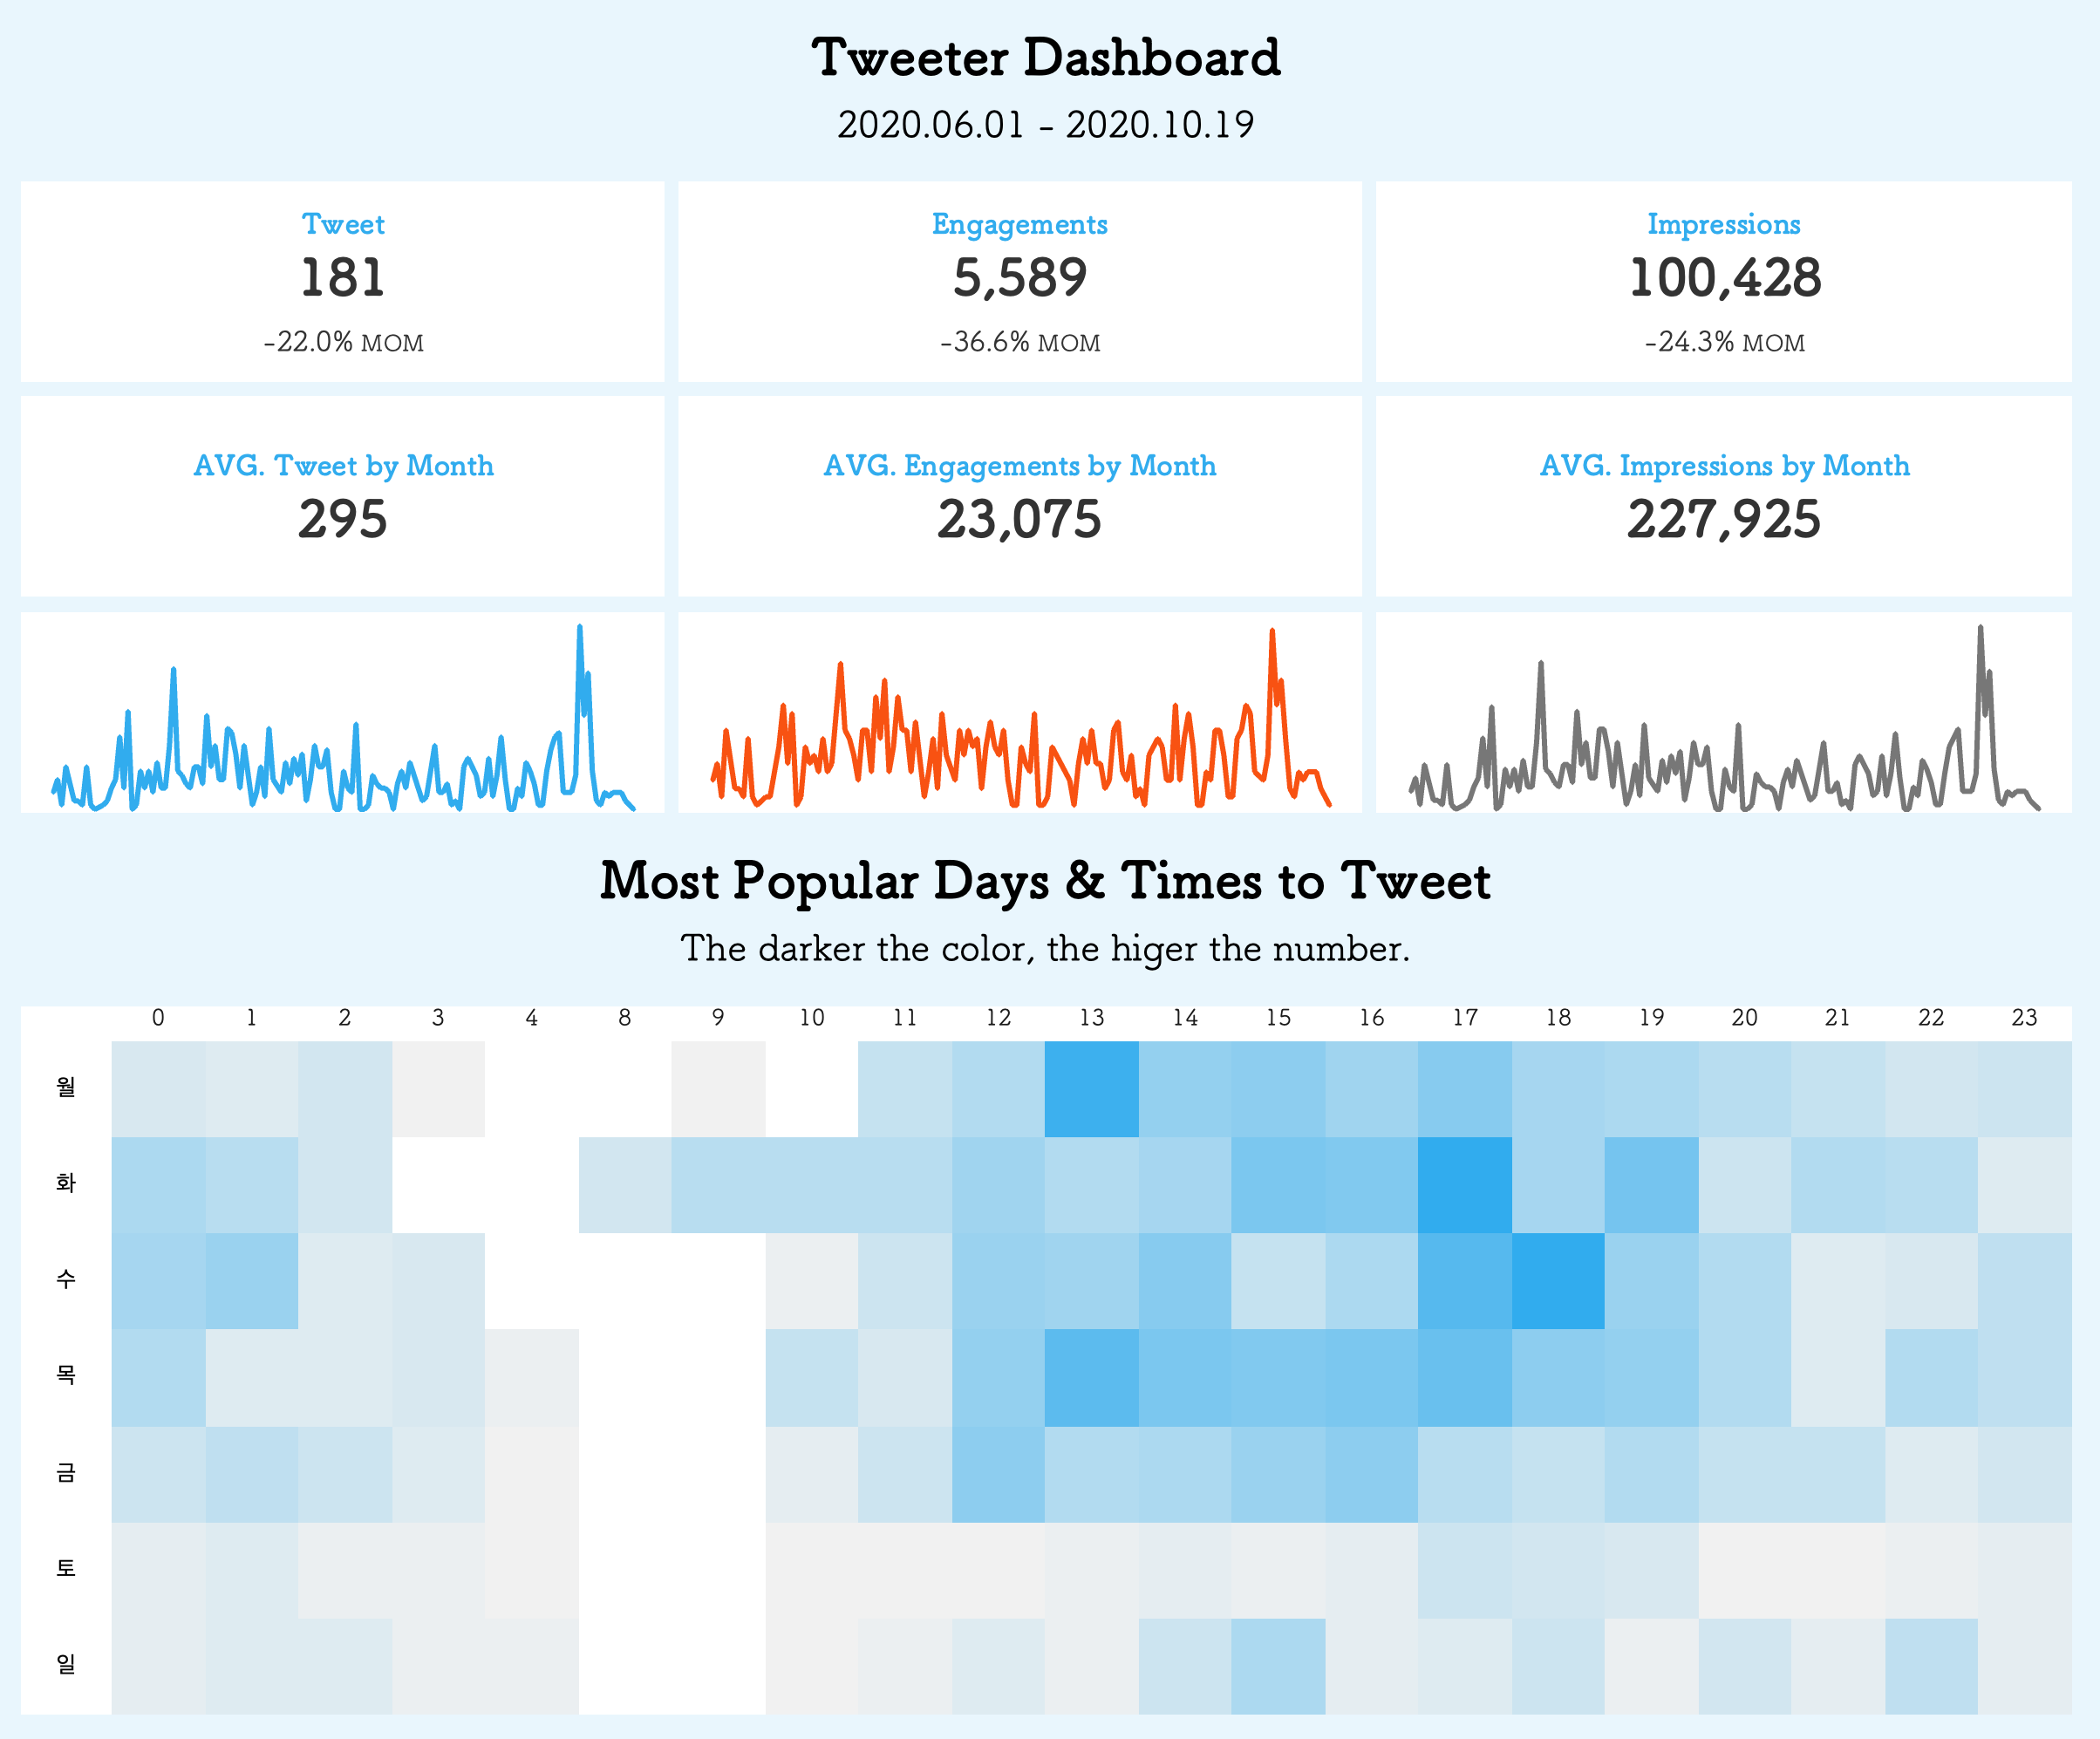 Tweeter Dashboard
2020.06.01 - 2020.10.19
Tweet
181
-22.0% MOM
Engagements
5,589
-36.6% MOM
Impressions
100,428
-24.3% MOM
AVG. Tweet by Month
295
AVG. Engagements by Month
23,075
AVG. Impressions by Month
227,925
Most Popular Days & Times to Tweet
The darker the color, the higer the number.
0 1 2 3 4 8 9 10 11 12 13 14 15 16 17 18 19 20 21 22 23
월
화
수
목
금
토
일